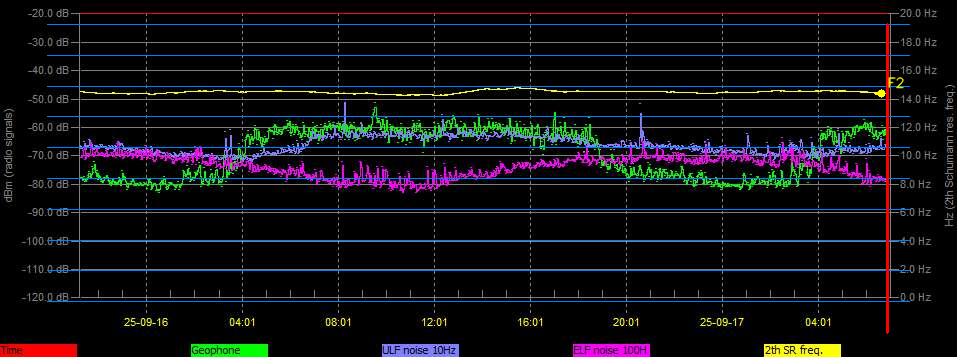 -20.0 dB 20.0 Hz
-30.0 dB 18.0 Hz
-40.0 dB 16.0 Hz
F2
-50.0 dB 14.0 Hz
-60.0 dB 12.0 Hz
-70.0 dB 10.0 Hz
-80.0 dB 8.0 Hz
-90.0 dB 6.0 Hz
-100.0 dB 4.0 Hz
-110.0 dB 2.0 Hz
-120.0 dB 0.0 Hz
dBm (radio signals)
Hz (2th Schumann res. freq.)
25-09-16 04:01 08:01 12:01 16:01 20:01 25-09-17 04:01
Time Geophone ULF noise 10Hz ELF noise 100H 2th SR freq.